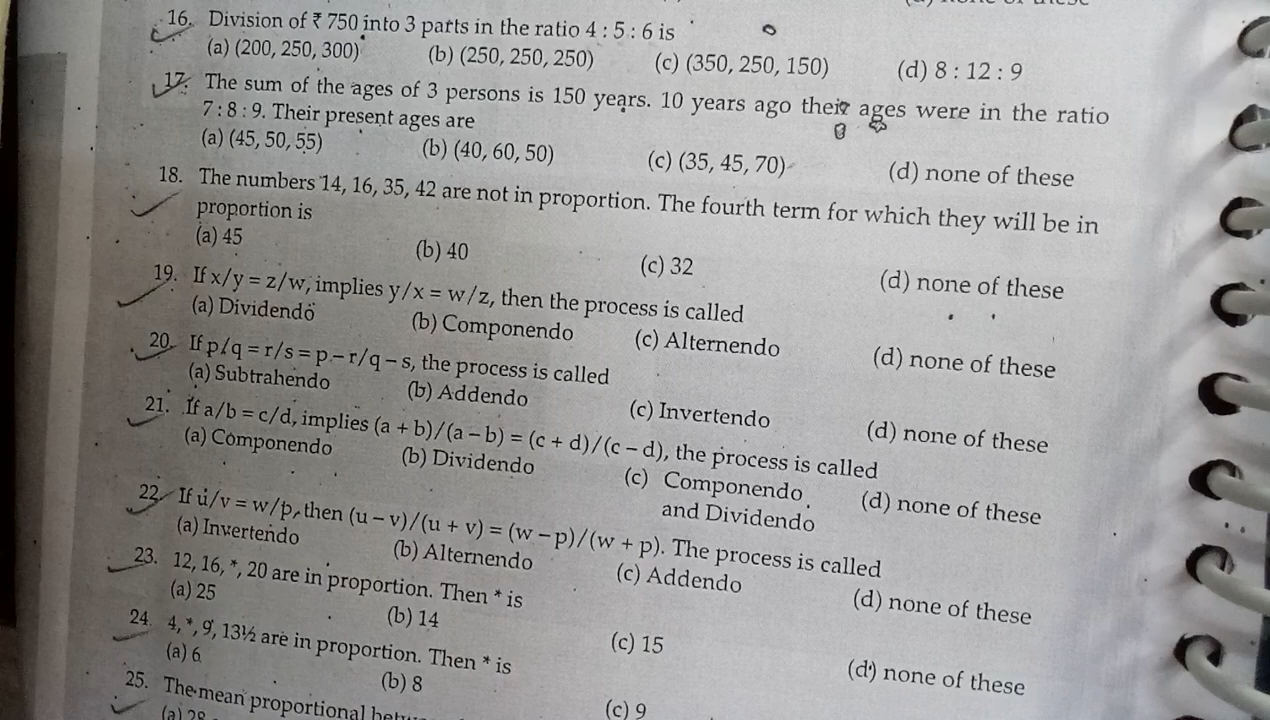 16. Division of ₹ 750 into 3 parts in the ratio 4 : 5 : 6 is
(a) (200, 250, 300) (b) (250, 250, 250) (c) (350, 250, 150) (d) 8 : 12 : 9
17. The sum of the ages of 3 persons is 150 years. 10 years ago their ages were in the ratio
7 : 8 : 9. Their present ages are
(a) (45, 50, 55) (b) (40, 60, 50) (c) (35, 45, 70) (d) none of these
18. The numbers 14, 16, 35, 42 are not in proportion. The fourth term for which they will be in
proportion is
(a) 45 (b) 40 (c) 32 (d) none of these
19. If x/y = z/w, implies y/x = w/z, then the process is called
(a) Dividendo (b) Componendo (c) Alternendo (d) none of these
20. If p/q = r/s = p – r/q – s, the process is called
(a) Subtrahendo (b) Addendo (c) Invertendo (d) none of these
21. If a/b = c/d, implies (a + b)/(a – b) = (c + d)/(c – d), the process is called
(a) Componendo (b) Dividendo (c) Componendo (d) none of these
and Dividendo
22. If u/v = w/p, then (u – v)/(u + v) = (w – p)/(w + p). The process is called
(a) Invertendo (b) Alternendo (c) Addendo (d) none of these
23. 12, 16, *, 20 are in proportion. Then * is
(a) 25 (b) 14 (c) 15 (d) none of these
24. 4, *, 9, 13½ are in proportion. Then * is
(a) 6 (b) 8 (c) 9
25. The mean proportional
(a) 28